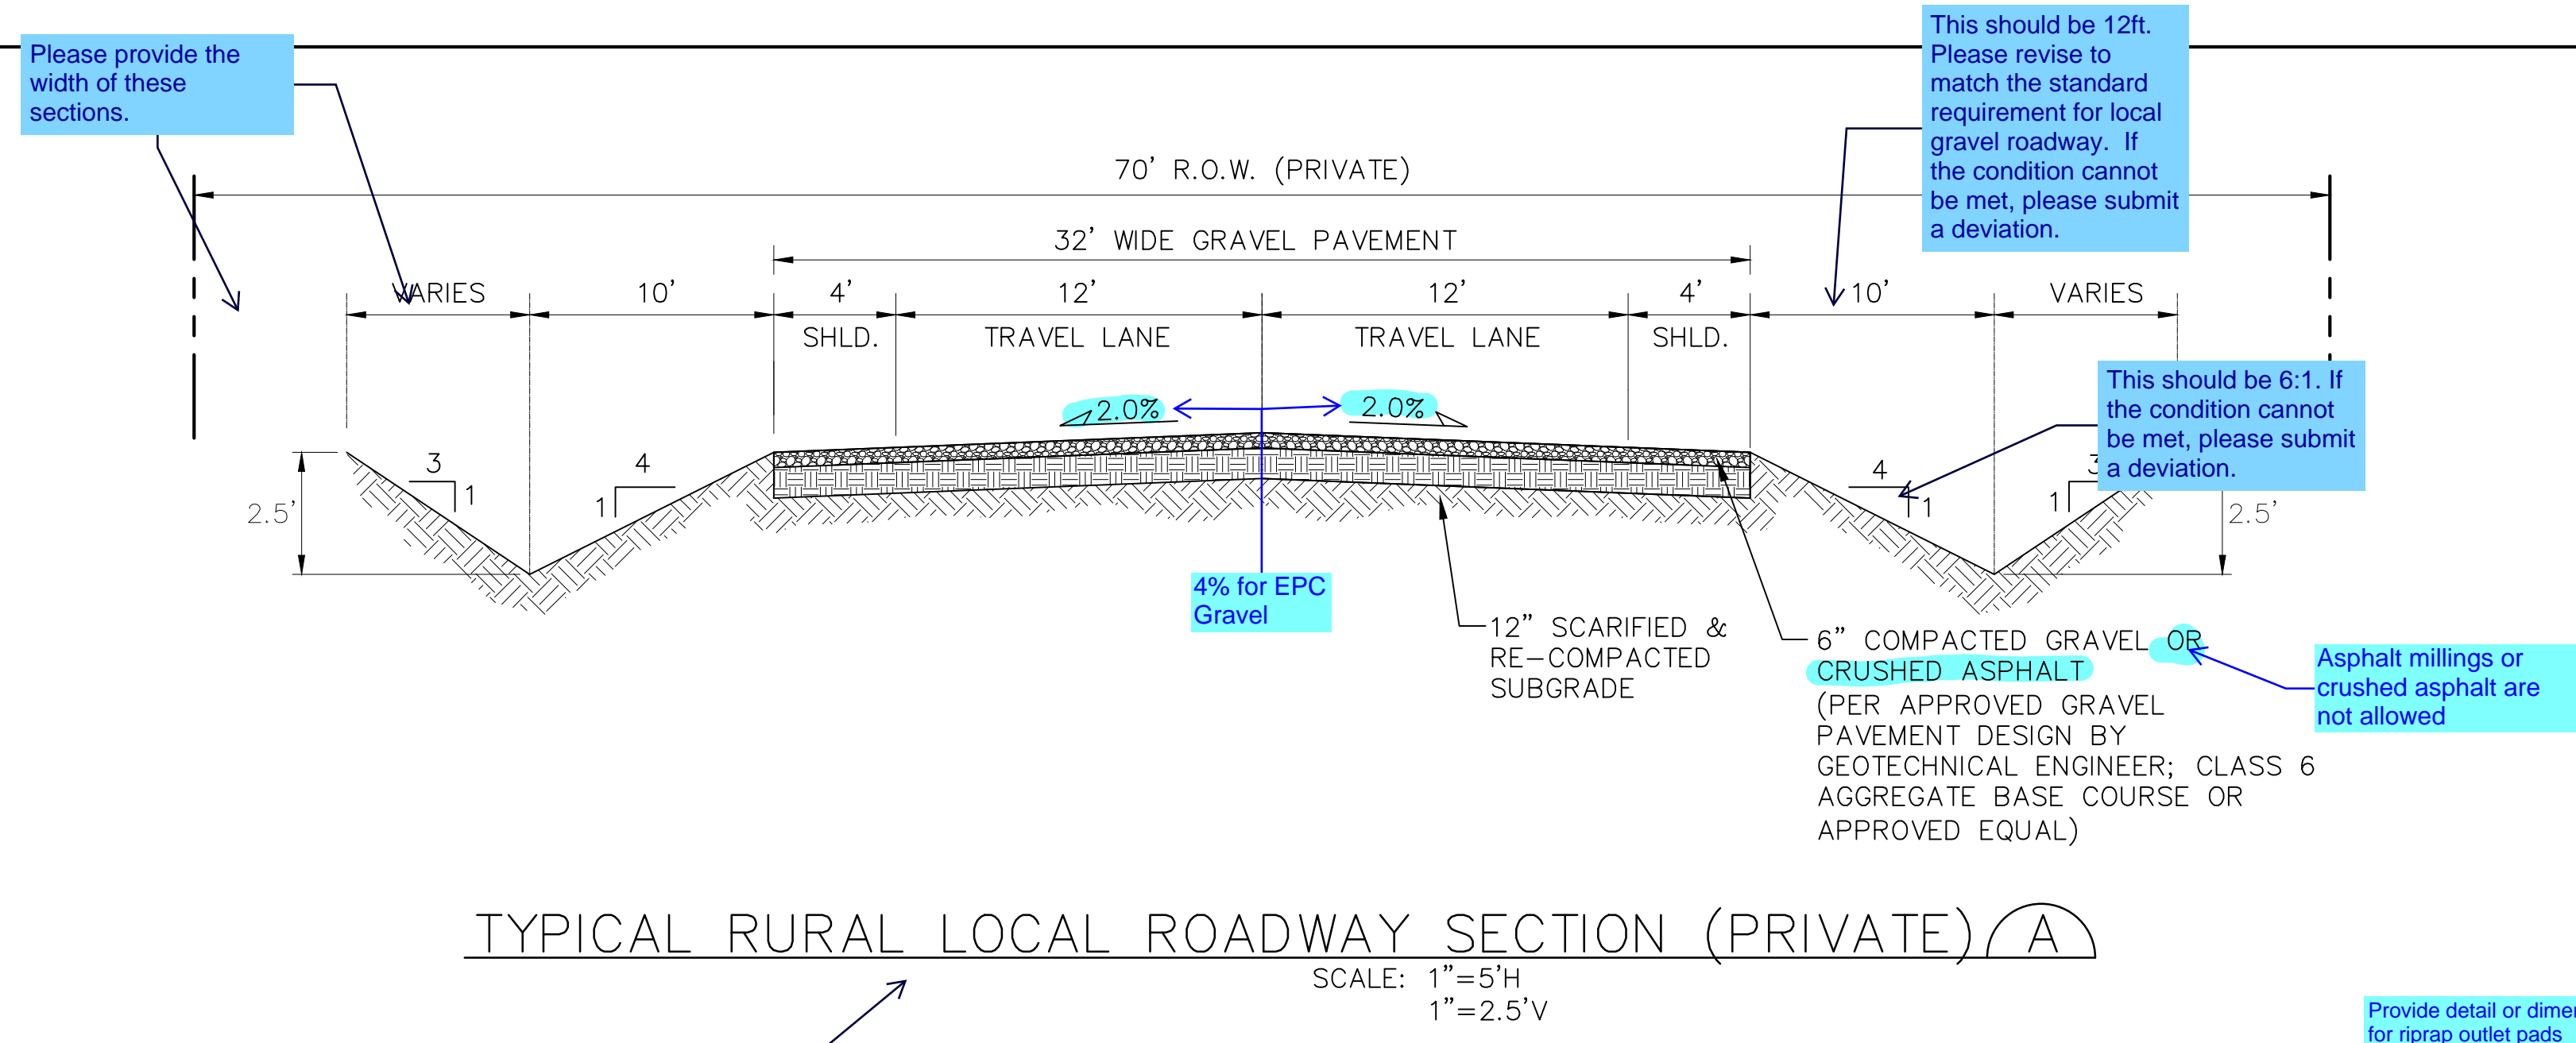 Please provide the
width of these
sections.
This should be 12ft.
Please revise to
match the standard
requirement for local
gravel roadway.  If
the condition cannot
be met, please submit
a deviation.
70' R.O.W. (PRIVATE)
32' WIDE GRAVEL PAVEMENT
VARIES 10' 4' 12' 12' 4' 10' VARIES
SHLD. TRAVEL LANE TRAVEL LANE SHLD.
This should be 6:1. If
the condition cannot
be met, please submit
a deviation.
2.0% 2.0%
3 4 4 3
1 1 1 1
2.5' 2.5'
4% for EPC
Gravel
12" SCARIFIED &
RE-COMPACTED
SUBGRADE
6" COMPACTED GRAVEL OR
CRUSHED ASPHALT
(PER APPROVED GRAVEL
PAVEMENT DESIGN BY
GEOTECHNICAL ENGINEER; CLASS 6
AGGREGATE BASE COURSE OR
APPROVED EQUAL)
Asphalt millings or
crushed asphalt are
not allowed
TYPICAL RURAL LOCAL ROADWAY SECTION (PRIVATE) A
SCALE: 1"=5'H
1"=2.5'V
Provide detail or
for riprap outlet pads